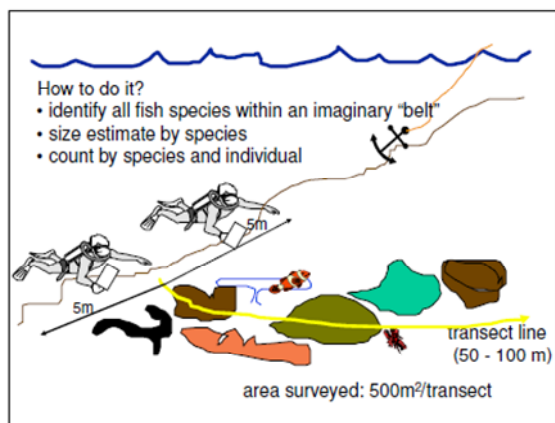 How to do it?
• identify all fish species within an imaginary "belt"
• size estimate by species
• count by species and individual
5m
5m
transect line
(50 - 100 m)
area surveyed: 500m²/transect